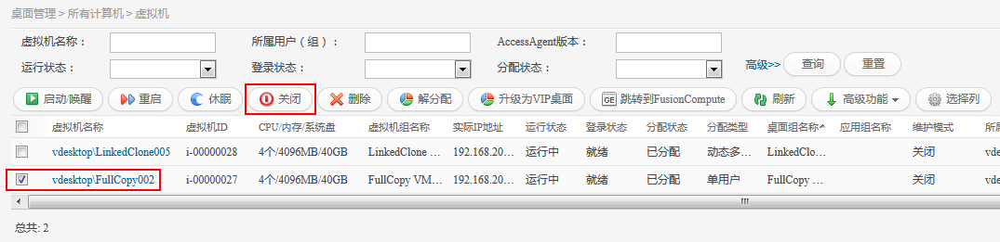 桌面管理 > 所有计算机 > 虚拟机
虚拟机名称： 所属用户（组）： AccessAgent版本：
运行状态： 登录状态： 分配状态： 高级>> 查询 重置
启动/唤醒 重启 休眠 关闭 删除 解分配 升级为VIP桌面 GE 跳转到FusionCompute 刷新 高级功能 选择列
虚拟机名称 虚拟机ID CPU/内存/系统盘 虚拟机组名称 实际IP地址 运行状态 登录状态 分配状态 分配类型 桌面组名称 应用组名称 维护模式 所属
vdesktop\LinkedClone005 i-00000028 4个/4096MB/40GB LinkedClone ... 192.168.20... 运行中 就绪 已分配 动态多... LinkedClo... 关闭 vde
vdesktop\FullCopy002 i-00000027 4个/4096MB/40GB FullCopy VM... 192.168.20... 运行中 就绪 已分配 单用户 FullCopy ... 关闭 vde
总共: 2